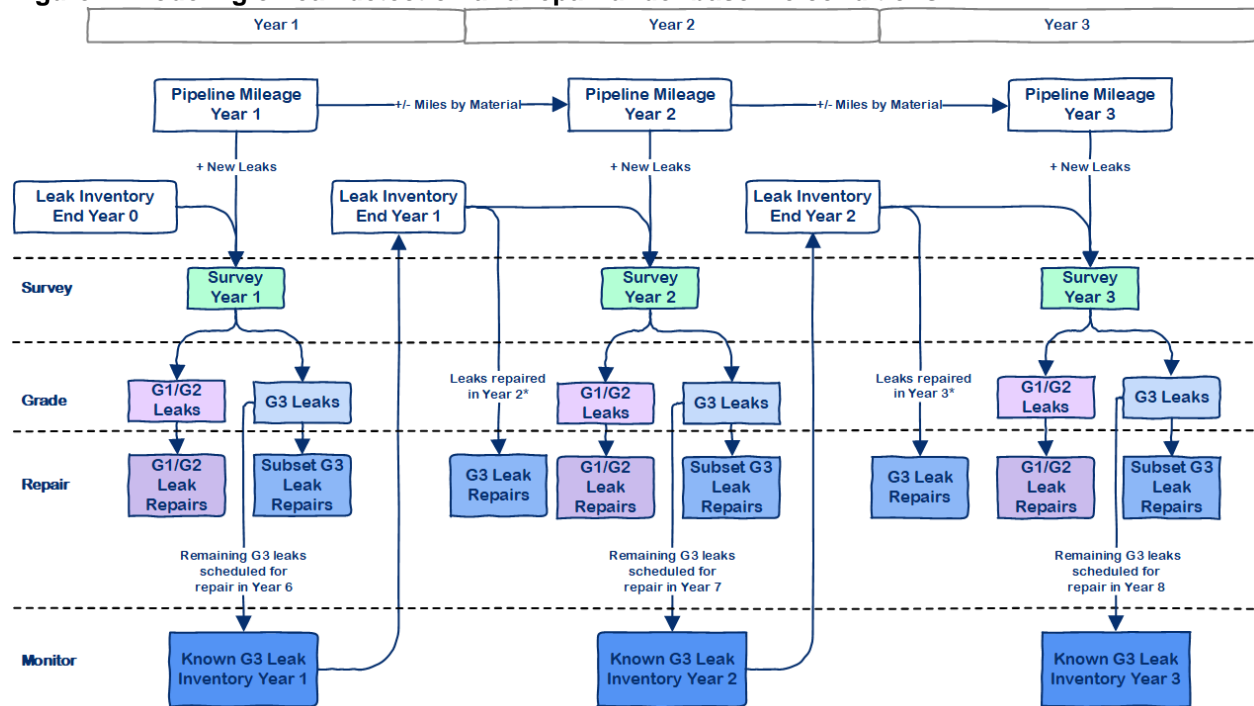 Year 1
Year 2
Year 3
Pipeline Mileage
Year 1
+/- Miles by Material
Pipeline Mileage
Year 2
+/- Miles by Material
Pipeline Mileage
Year 3
+ New Leaks
+ New Leaks
+ New Leaks
Leak Inventory
End Year 0
Leak Inventory
End Year 1
Leak Inventory
End Year 2
Survey
Survey
Year 1
Survey
Year 2
Survey
Year 3
Grade
G1/G2
Leaks
G3 Leaks
Leaks repaired
in Year 2*
G1/G2
Leaks
G3 Leaks
Leaks repaired
in Year 3*
G1/G2
Leaks
G3 Leaks
Repair
G1/G2
Leak
Repairs
Subset G3
Leak
Repairs
G3 Leak
Repairs
G1/G2
Leak
Repairs
Subset G3
Leak
Repairs
G3 Leak
Repairs
G1/G2
Leak
Repairs
Subset G3
Leak
Repairs
Remaining G3 leaks
scheduled for
repair in Year 6
Remaining G3 leaks
scheduled for
repair in Year 7
Remaining G3 leaks
scheduled for
repair in Year 8
Monitor
Known G3 Leak
Inventory Year 1
Known G3 Leak
Inventory Year 2
Known G3 Leak
Inventory Year 3